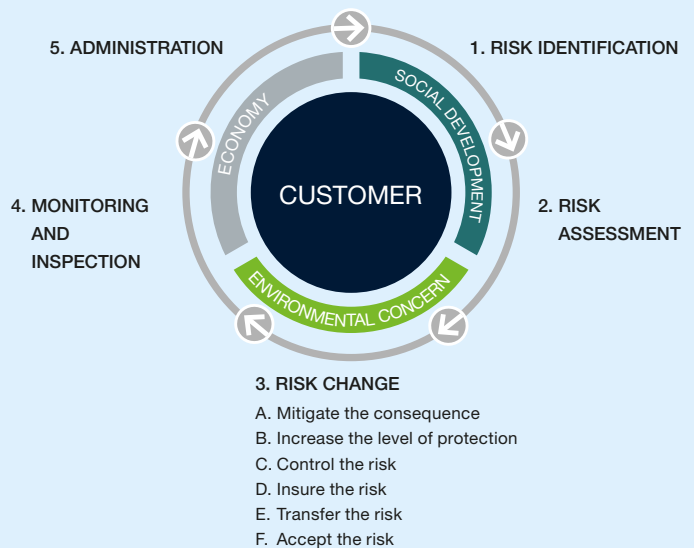 5. ADMINISTRATION
1. RISK IDENTIFICATION
ECONOMY
SOCIAL DEVELOPMENT
CUSTOMER
4. MONITORING
AND
INSPECTION
2. RISK
ASSESSMENT
ENVIRONMENTAL CONCERN
3. RISK CHANGE
A. Mitigate the consequence
B. Increase the level of protection
C. Control the risk
D. Insure the risk
E. Transfer the risk
F. Accept the risk